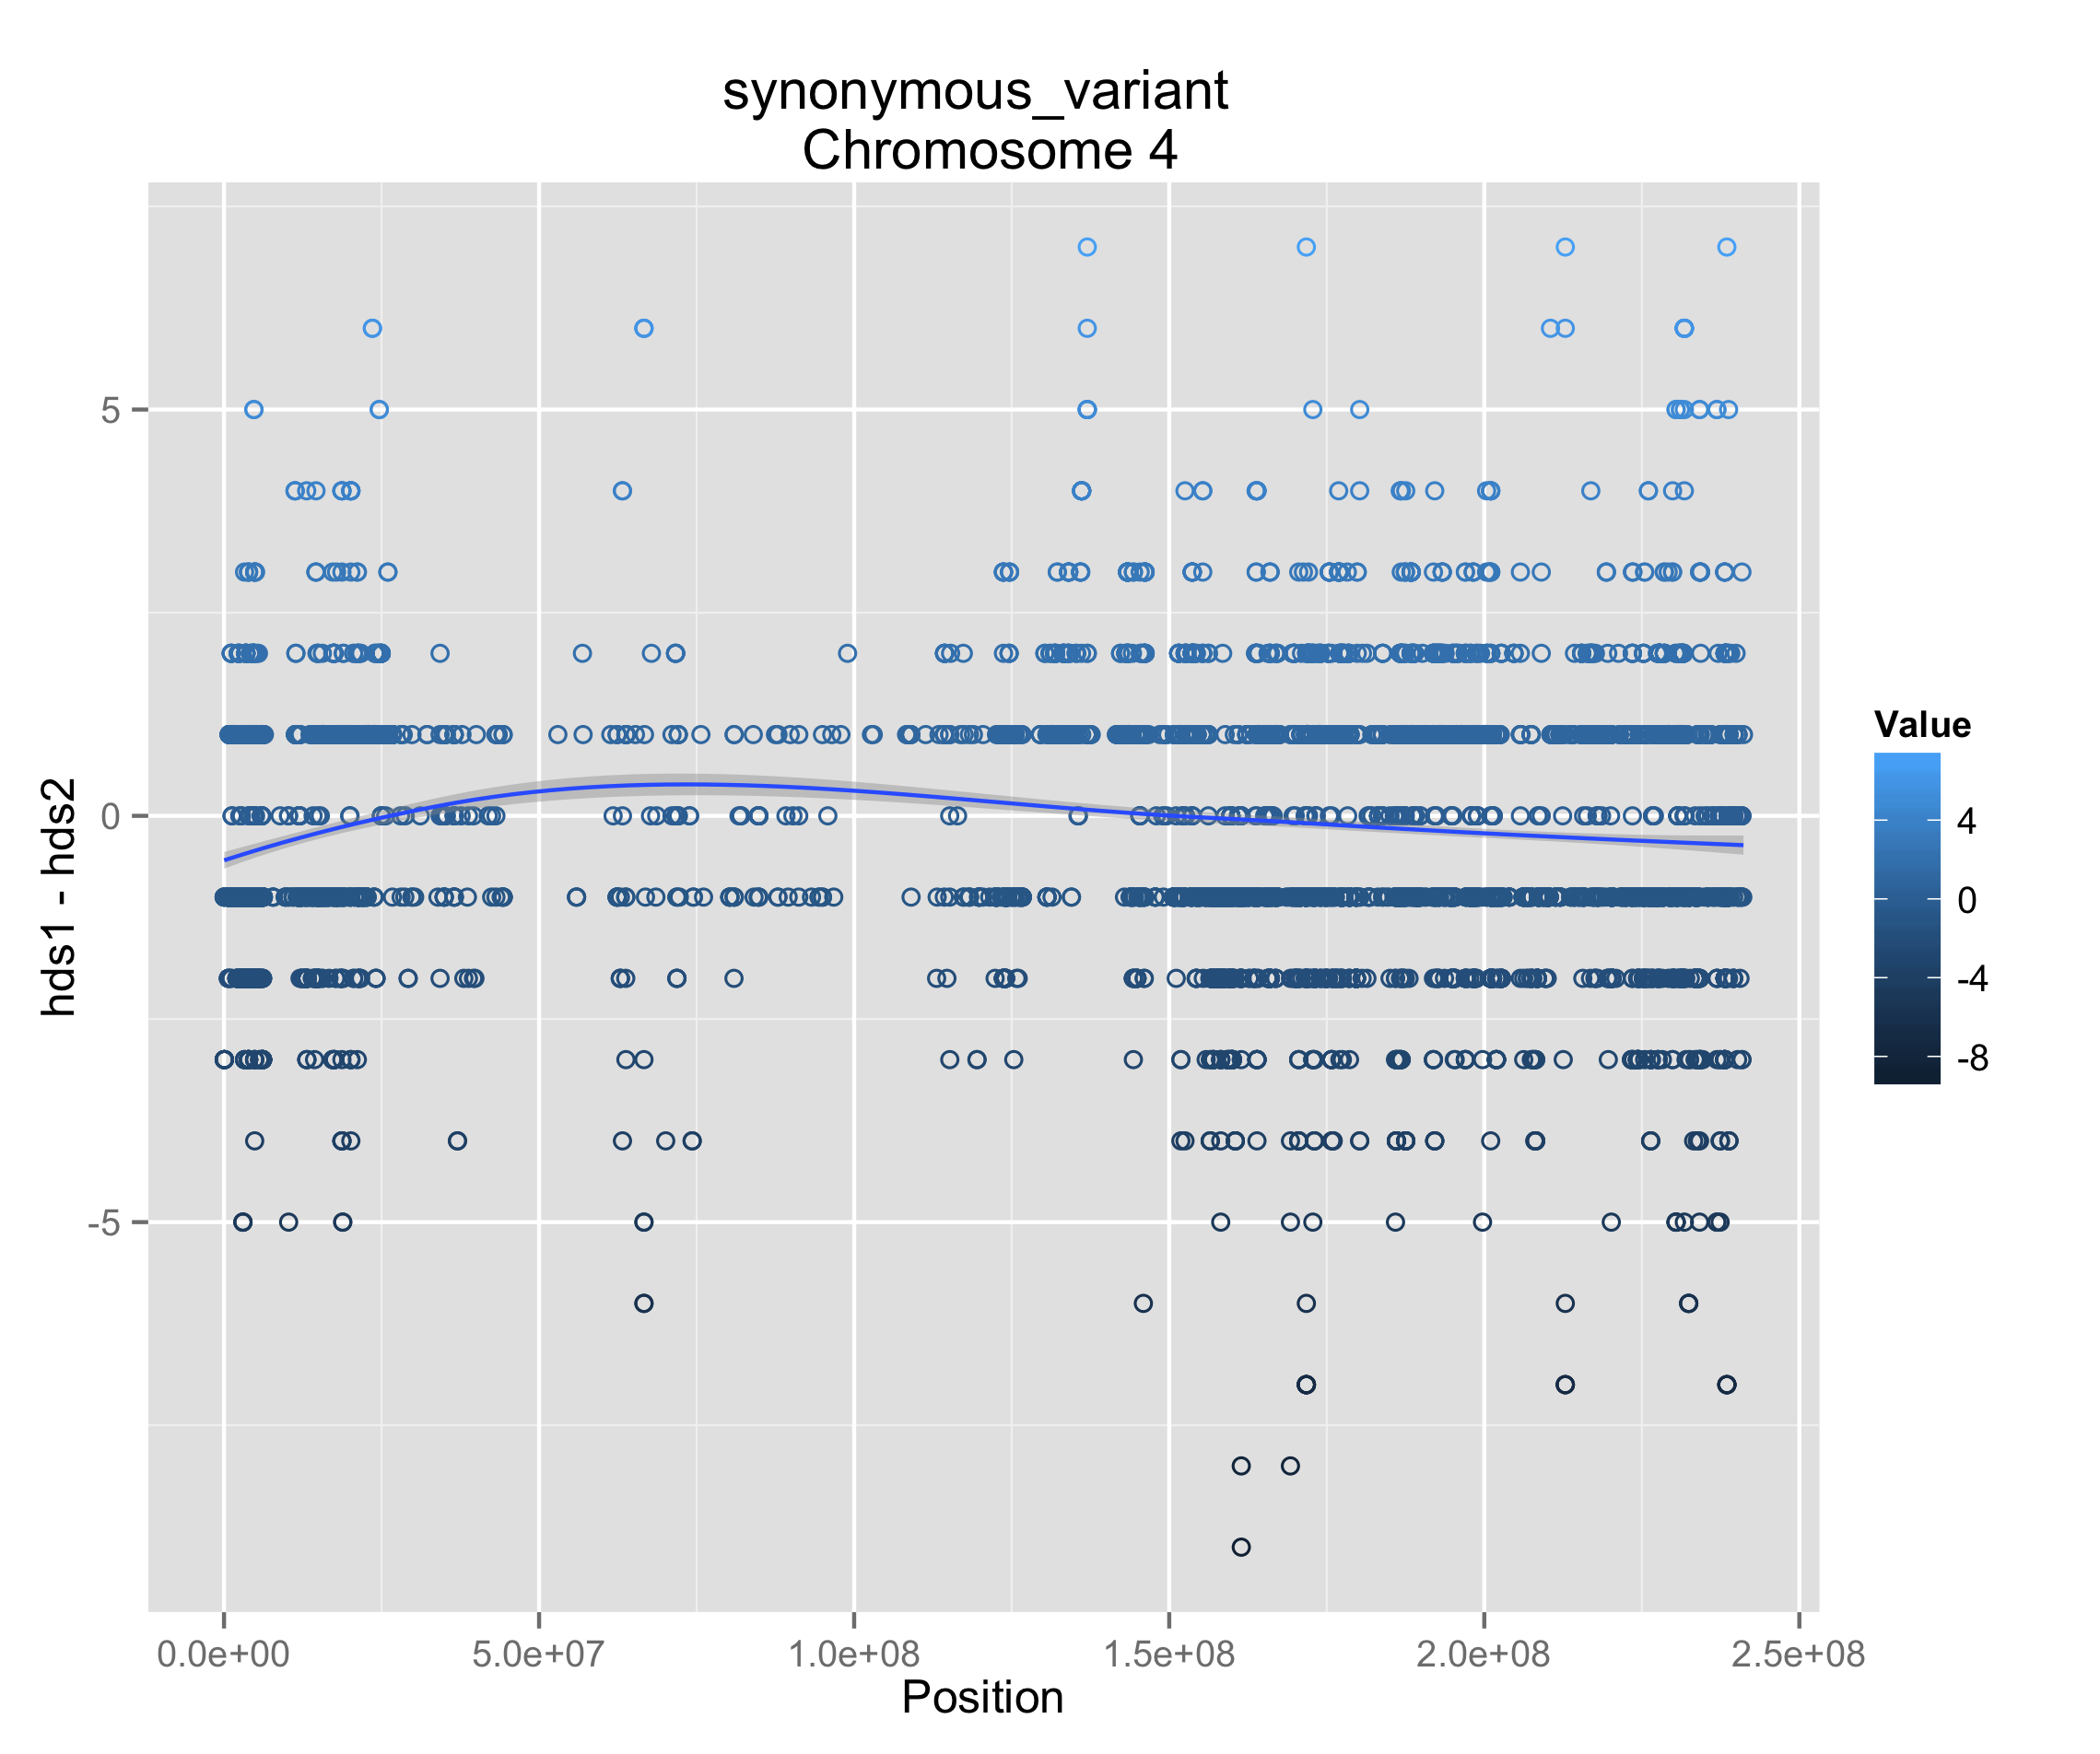 synonymous_variant
Chromosome 4
hds1 - hds2
5
0
-5
0.0e+00
5.0e+07
1.0e+08
1.5e+08
2.0e+08
2.5e+08
Position
Value
4
0
-4
-8